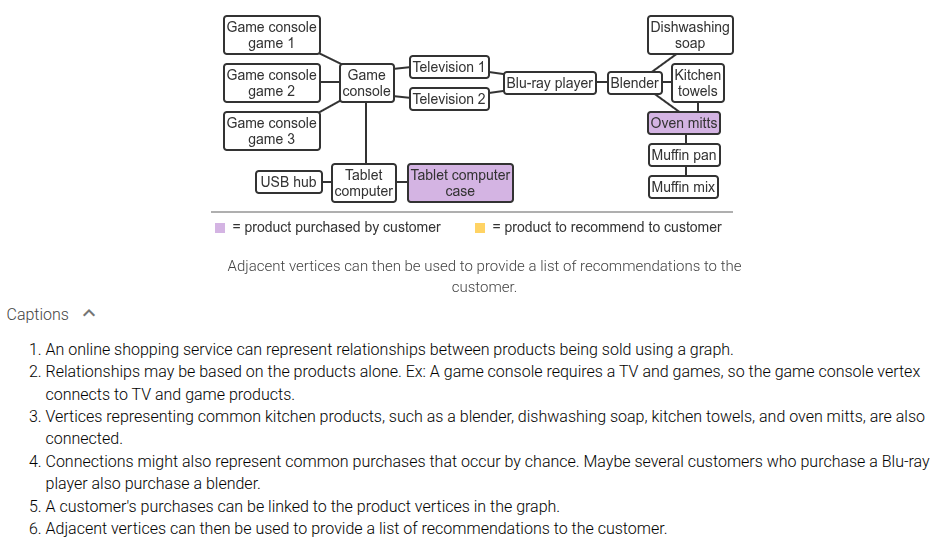 Game console
game 1
Dishwashing
soap
Game console
game 2
Game
console
Television 1
Television 2
Blu-ray player
Blender
Kitchen
towels
Game console
game 3
Oven mitts
Muffin pan
USB hub
Tablet
computer
Tablet computer
case
Muffin mix
= product purchased by customer
= product to recommend to customer
Adjacent vertices can then be used to provide a list of recommendations to the
customer.
Captions
1. An online shopping service can represent relationships between products being sold using a graph.
2. Relationships may be based on the products alone. Ex: A game console requires a TV and games, so the game console vertex
connects to TV and game products.
3. Vertices representing common kitchen products, such as a blender, dishwashing soap, kitchen towels, and oven mitts, are also
connected.
4. Connections might also represent common purchases that occur by chance. Maybe several customers who purchase a Blu-ray
player also purchase a blender.
5. A customer's purchases can be linked to the product vertices in the graph.
6. Adjacent vertices can then be used to provide a list of recommendations to the customer.